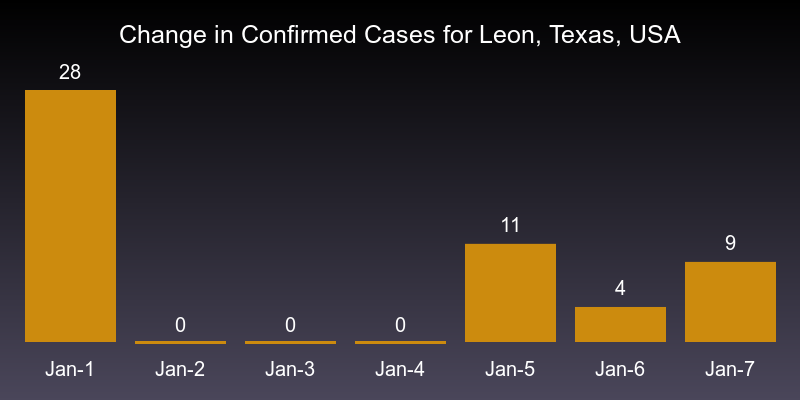 Change in Confirmed Cases for Leon, Texas, USA
28
0
0
0
11
4
9
Jan-1
Jan-2
Jan-3
Jan-4
Jan-5
Jan-6
Jan-7